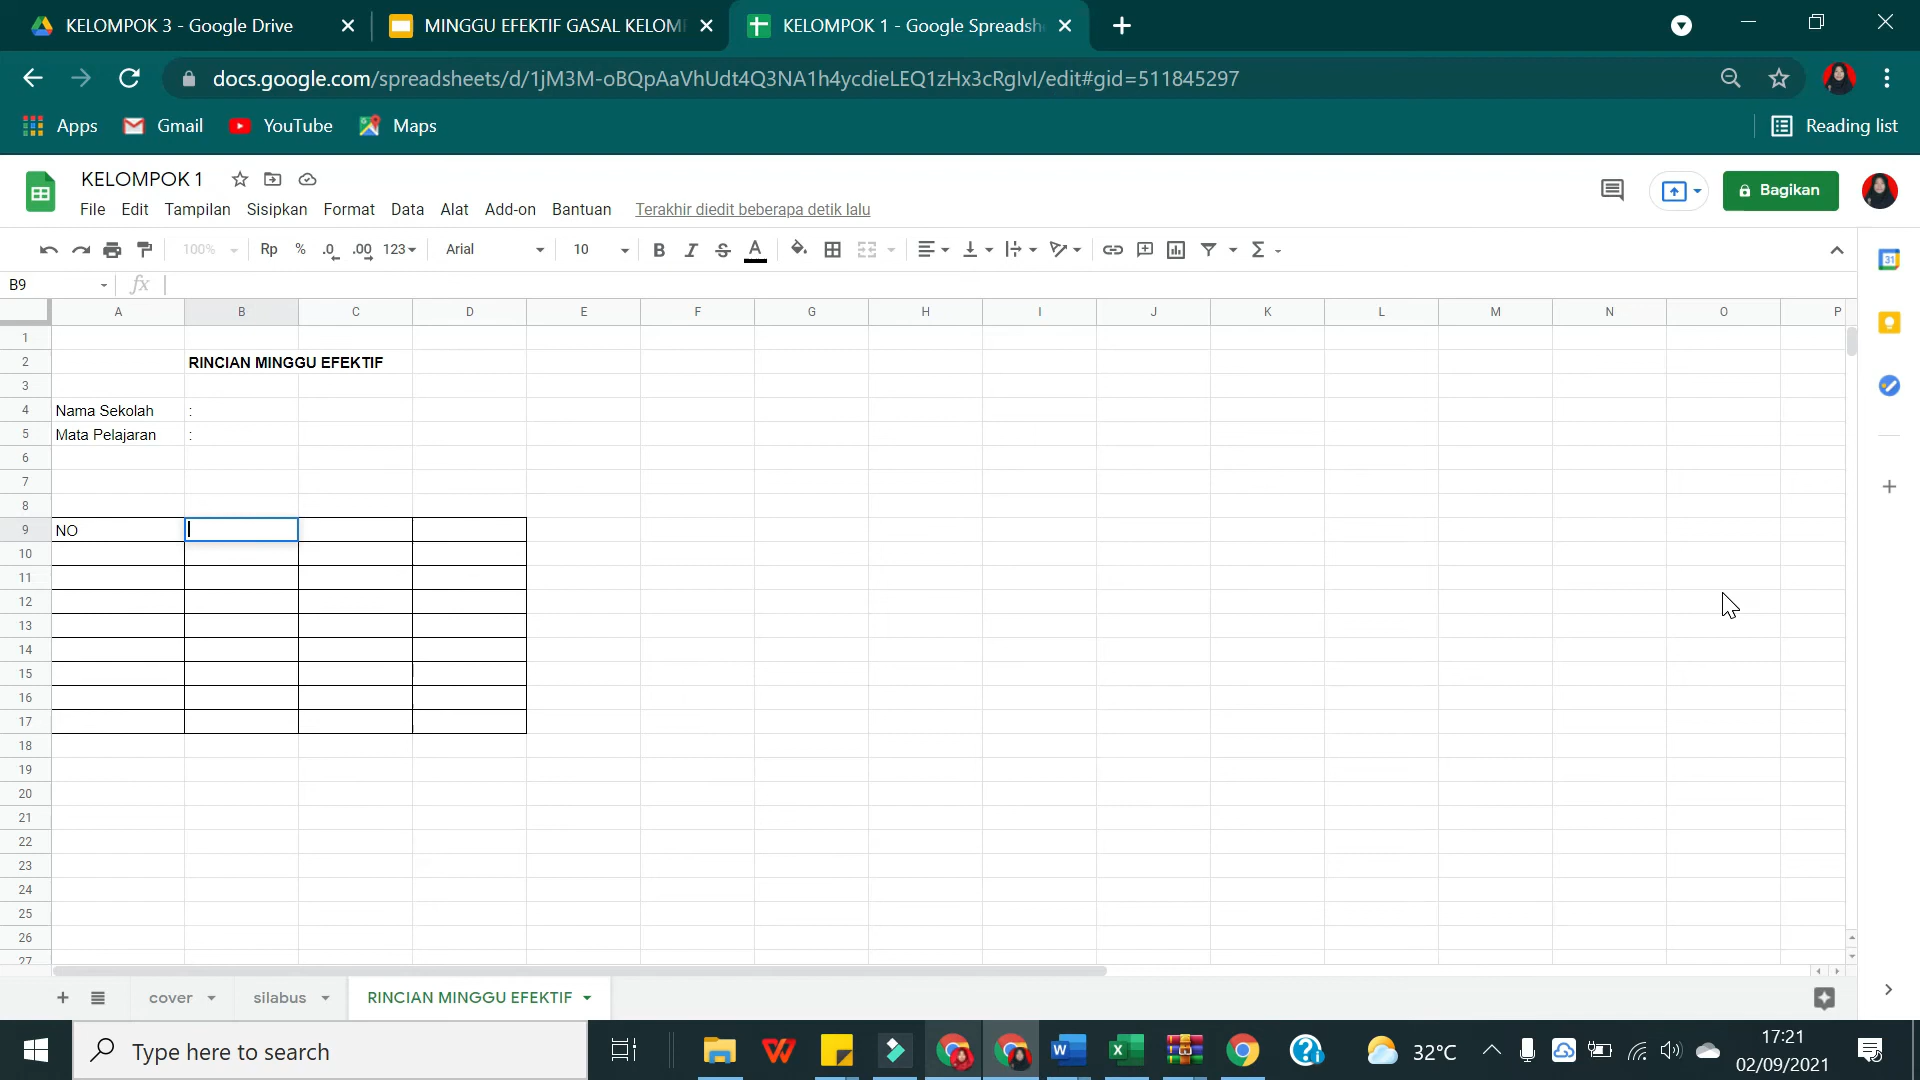 KELOMPOK 3 - Google Drive
MINGGU EFEKTIF GASAL KELOM
KELOMPOK 1 - Google Spreadsh
docs.google.com/spreadsheets/d/1jM3M-oBQpAaVhUdt4Q3NA1h4ycdieLEQ1zHx3cRgIvI/edit#gid=511845297
Apps Gmail YouTube Maps Reading list
KELOMPOK 1
File Edit Tampilan Sisipkan Format Data Alat Add-on Bantuan Terakhir diedit beberapa detik lalu
Bagikan
100% Rp % .0 .00 123 Arial 10 B I S A Σ
31
B9 fx
A B C D E F G H I J K L M N O P
1
2 RINCIAN MINGGU EFEKTIF
3
4 Nama Sekolah :
5 Mata Pelajaran :
6
7
8
9 NO
10
11
12
13
14
15
16
17
18
19
20
21
22
23
24
25
26
27
cover silabus RINCIAN MINGGU EFEKTIF
Type here to search
32°C
17:21
02/09/2021